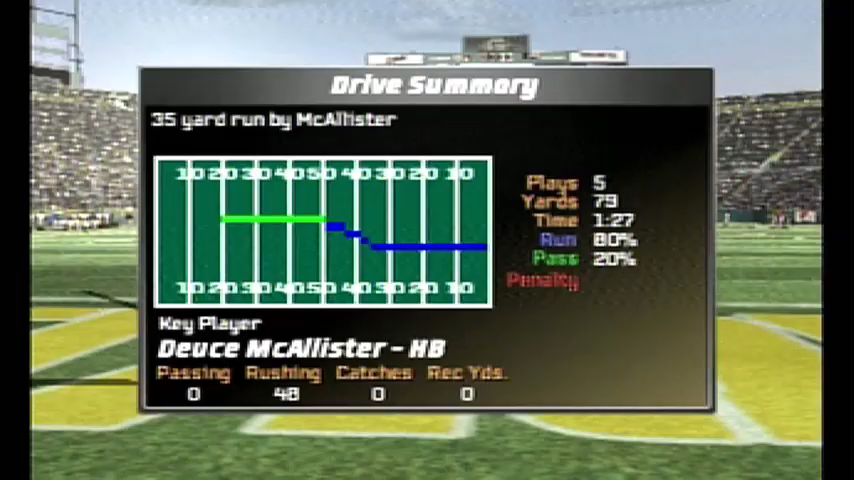 Drive Summary
35 yard run by McAllister
10 20 30 40 50 40 30 20 10
10 20 30 40 50 40 30 20 10
Plays 5
Yards 79
Time 1:27
Run 80%
Pass 20%
Penalty
Key Player
Deuce McAllister - HB
Passing Rushing Catches Rec Yds.
0 48 0 0